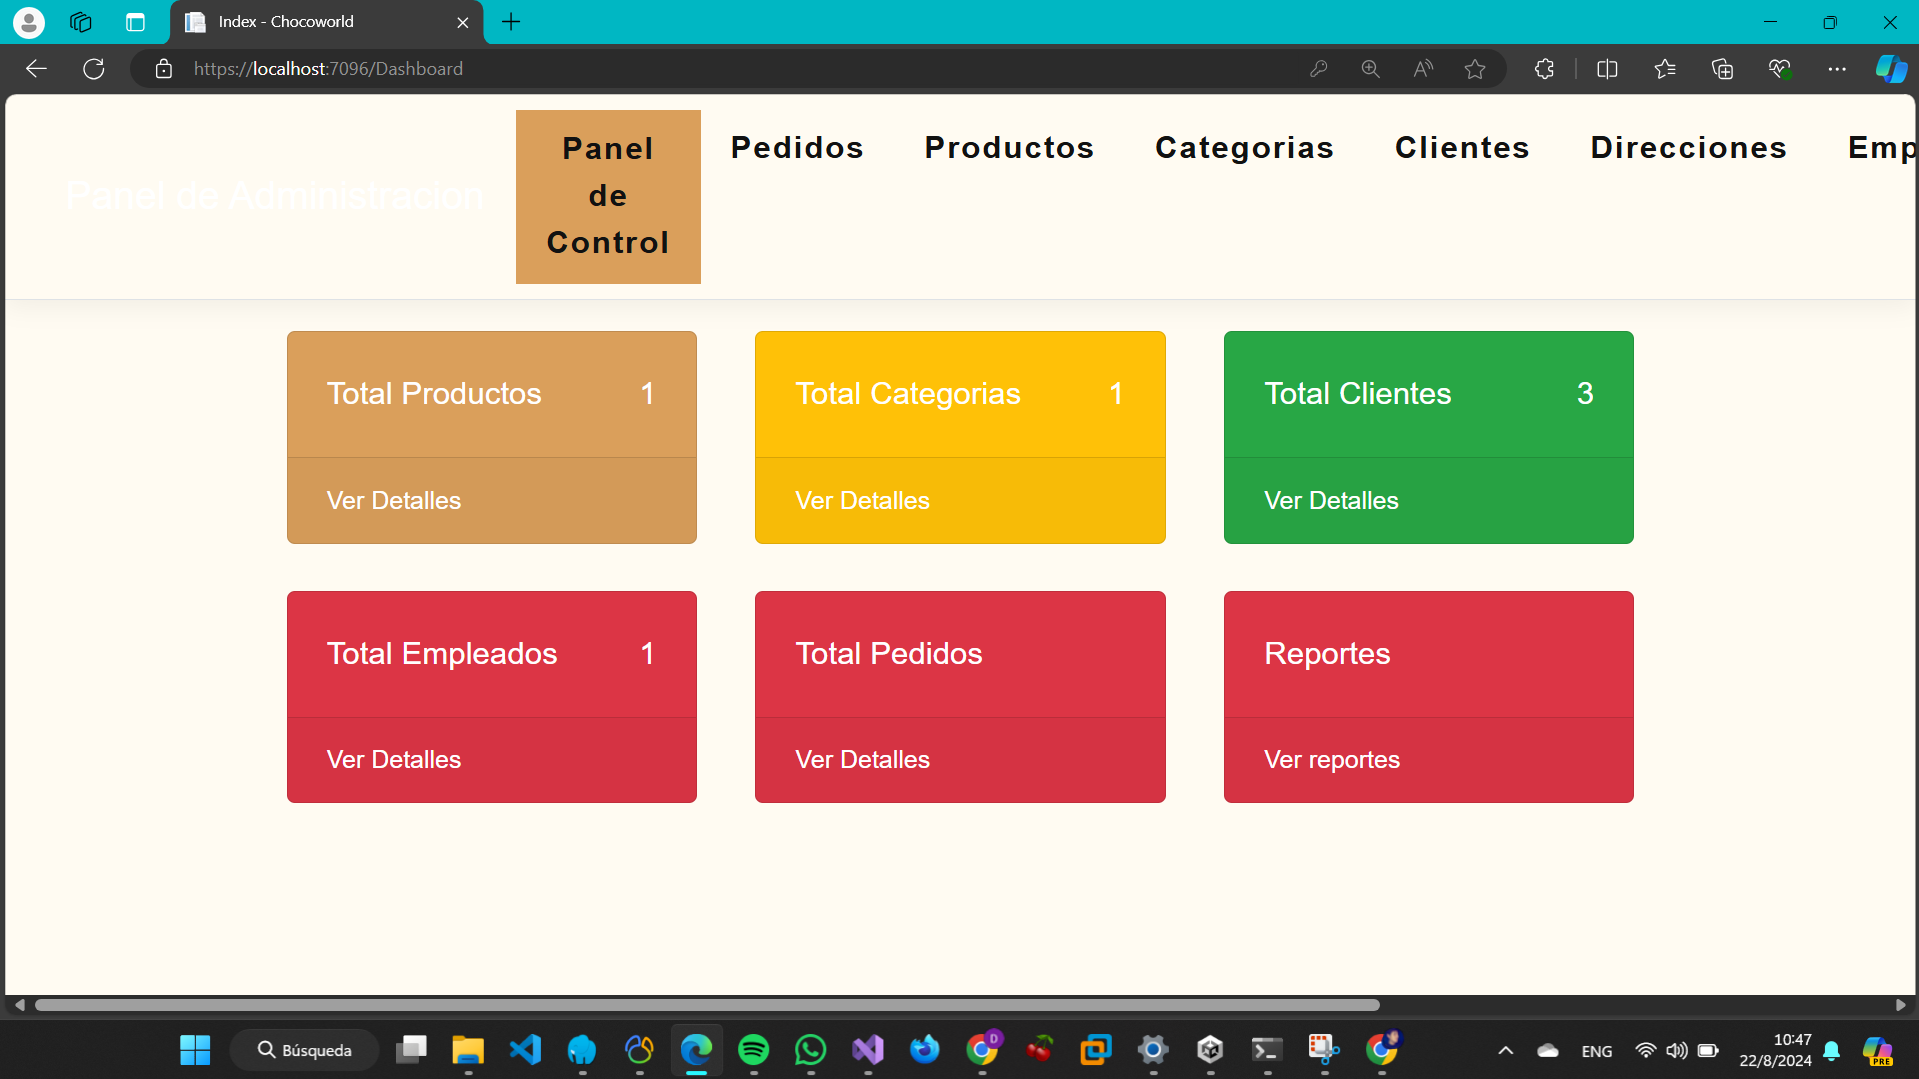 Index - Chocoworld
https://localhost:7096/Dashboard
Panel de Administracion
Panel
de
Control
Pedidos
Productos
Categorias
Clientes
Direcciones
Emp
Total Productos 1
Ver Detalles
Total Categorias 1
Ver Detalles
Total Clientes 3
Ver Detalles
Total Empleados 1
Ver Detalles
Total Pedidos
Ver Detalles
Reportes
Ver reportes
Búsqueda
D
ENG
10:47
22/8/2024
PRE